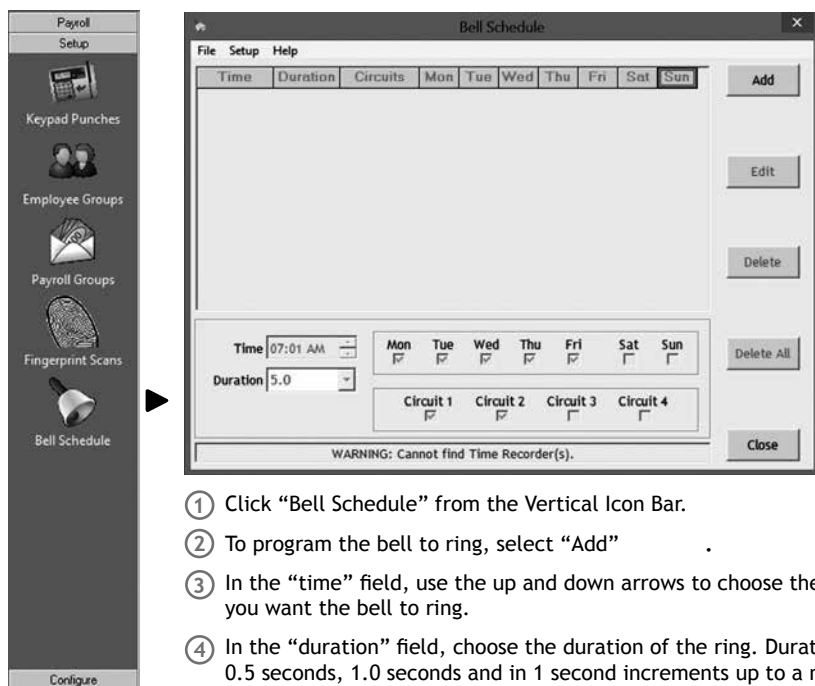 Payroll
Setup
Keypad Punches
Employee Groups
Payroll Groups
Fingerprint Scans
Bell Schedule
Configure
Bell Schedule
File Setup Help
Time Duration Circuits Mon Tue Wed Thu Fri Sat Sun
Add
Edit
Delete
Delete All
Close
Time 07:01 AM
Duration 5.0
Mon Tue Wed Thu Fri Sat Sun
Circuit 1 Circuit 2 Circuit 3 Circuit 4
WARNING: Cannot find Time Recorder(s).
1 Click “Bell Schedule” from the Vertical Icon Bar.
2 To program the bell to ring, select “Add” .
3 In the “time” field, use the up and down arrows to choose the
you want the bell to ring.
4 In the “duration” field, choose the duration of the ring. Durat
0.5 seconds, 1.0 seconds and in 1 second increments up to a